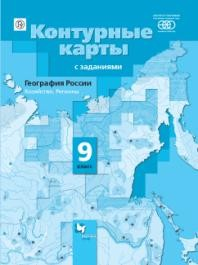 Контурные
карты
с заданиями
География России
Хозяйство. Регионы
9
класс